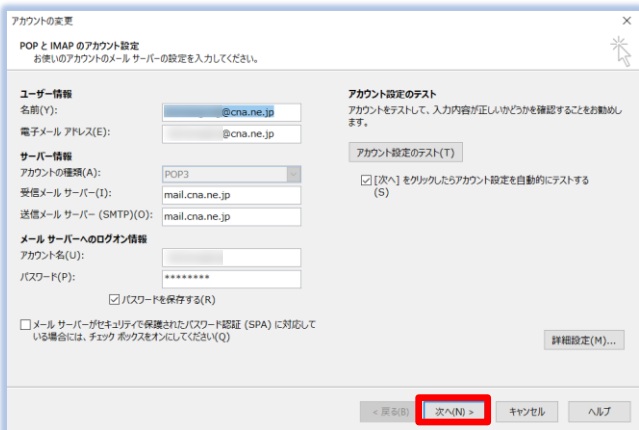 アカウントの変更
×
POP と IMAP のアカウント設定
お使いのアカウントのメール サーバーの設定を入力してください。
ユーザー情報
名前(Y):
@cna.ne.jp
電子メール アドレス(E):
@cna.ne.jp
サーバー情報
アカウントの種類(A):
POP3
受信メール サーバー(I):
mail.cna.ne.jp
送信メール サーバー (SMTP)(O):
mail.cna.ne.jp
メール サーバーへのログオン情報
アカウント名(U):
パスワード(P):
********
パスワードを保存する(R)
メール サーバーがセキュリティで保護されたパスワード認証 (SPA) に対応して
いる場合には、チェック ボックスをオンにしてください(Q)
アカウント設定のテスト
アカウントをテストして、入力内容が正しいかどうかを確認することをお勧めし
ます。
アカウント設定のテスト(T)
[次へ] をクリックしたらアカウント設定を自動的にテストする
(S)
詳細設定(M)...
< 戻る(B)
次へ(N) >
キャンセル
ヘルプ